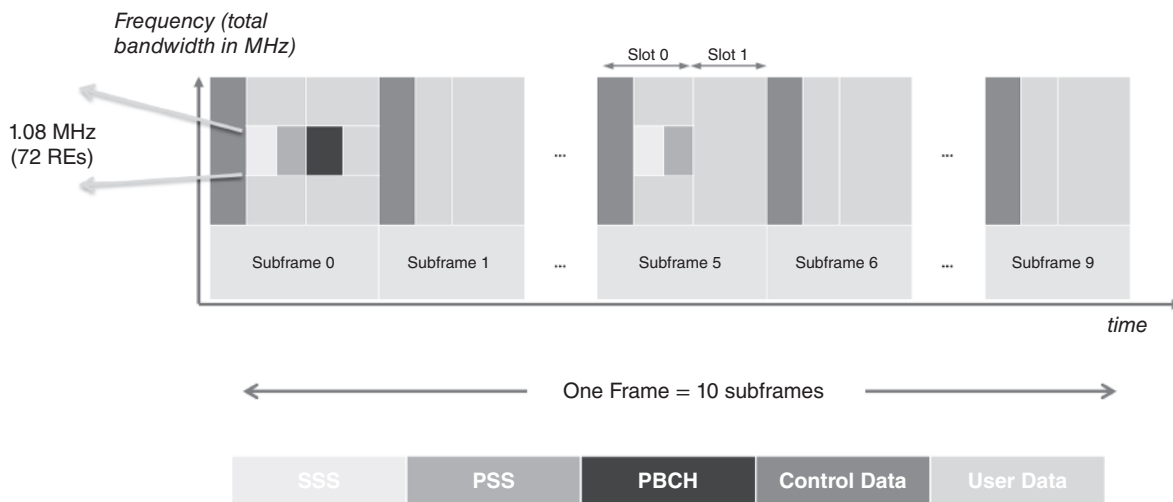 Frequency (total
bandwidth in MHz)
Slot 0 Slot 1
1.08 MHz
(72 REs)
... ...
Subframe 0 Subframe 1 ... Subframe 5 Subframe 6 ... Subframe 9
time
One Frame = 10 subframes
SSS PSS PBCH Control Data User Data